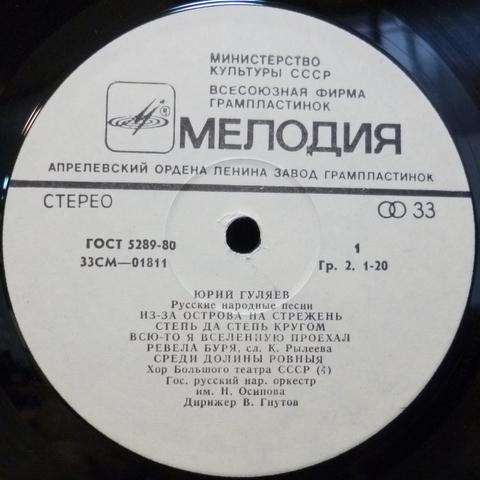 МИНИСТЕРСТВО
КУЛЬТУРЫ СССР
ВСЕСОЮЗНАЯ ФИРМА
ГРАМПЛАСТИНОК
МЕЛОДИЯ
АПРЕЛЕВСКИЙ ОРДЕНА ЛЕНИНА ЗАВОД ГРАМПЛАСТИНОК
СТЕРЕО
33
ГОСТ 5289-80
33СМ—01811
1
Гр. 2. 1-20
ЮРИЙ ГУЛЯЕВ
Русские народные песни
ИЗ-ЗА ОСТРОВА НА СТРЕЖЕНЬ
СТЕПЬ ДА СТЕПЬ КРУГОМ
ВСЮ-ТО Я ВСЕЛЕННУЮ ПРОЕХАЛ
РЕВЕЛА БУРЯ, сл. К. Рылеева
СРЕДИ ДОЛИНЫ РОВНЫЯ
Хор Большого театра СССР (5)
Гос. русский нар. оркестр
им. Н. Осипова
Дирижер В. Гнутов